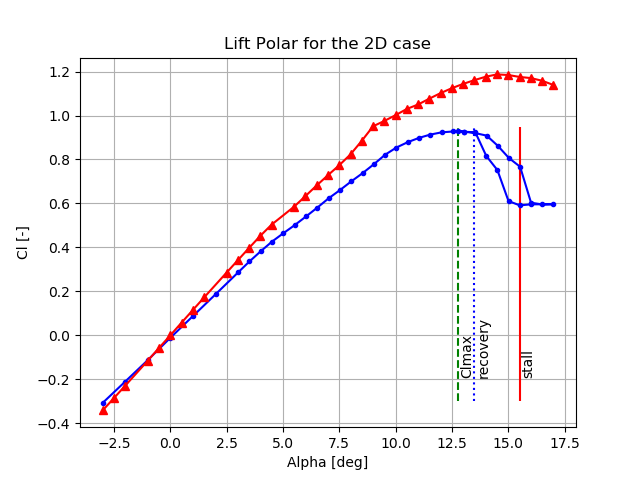 Lift Polar for the 2D case
Cl [-]
1.2
1.0
0.8
0.6
0.4
0.2
0.0
−0.2
−0.4
Clmax
recovery
stall
−2.5 0.0 2.5 5.0 7.5 10.0 12.5 15.0 17.5
Alpha [deg]